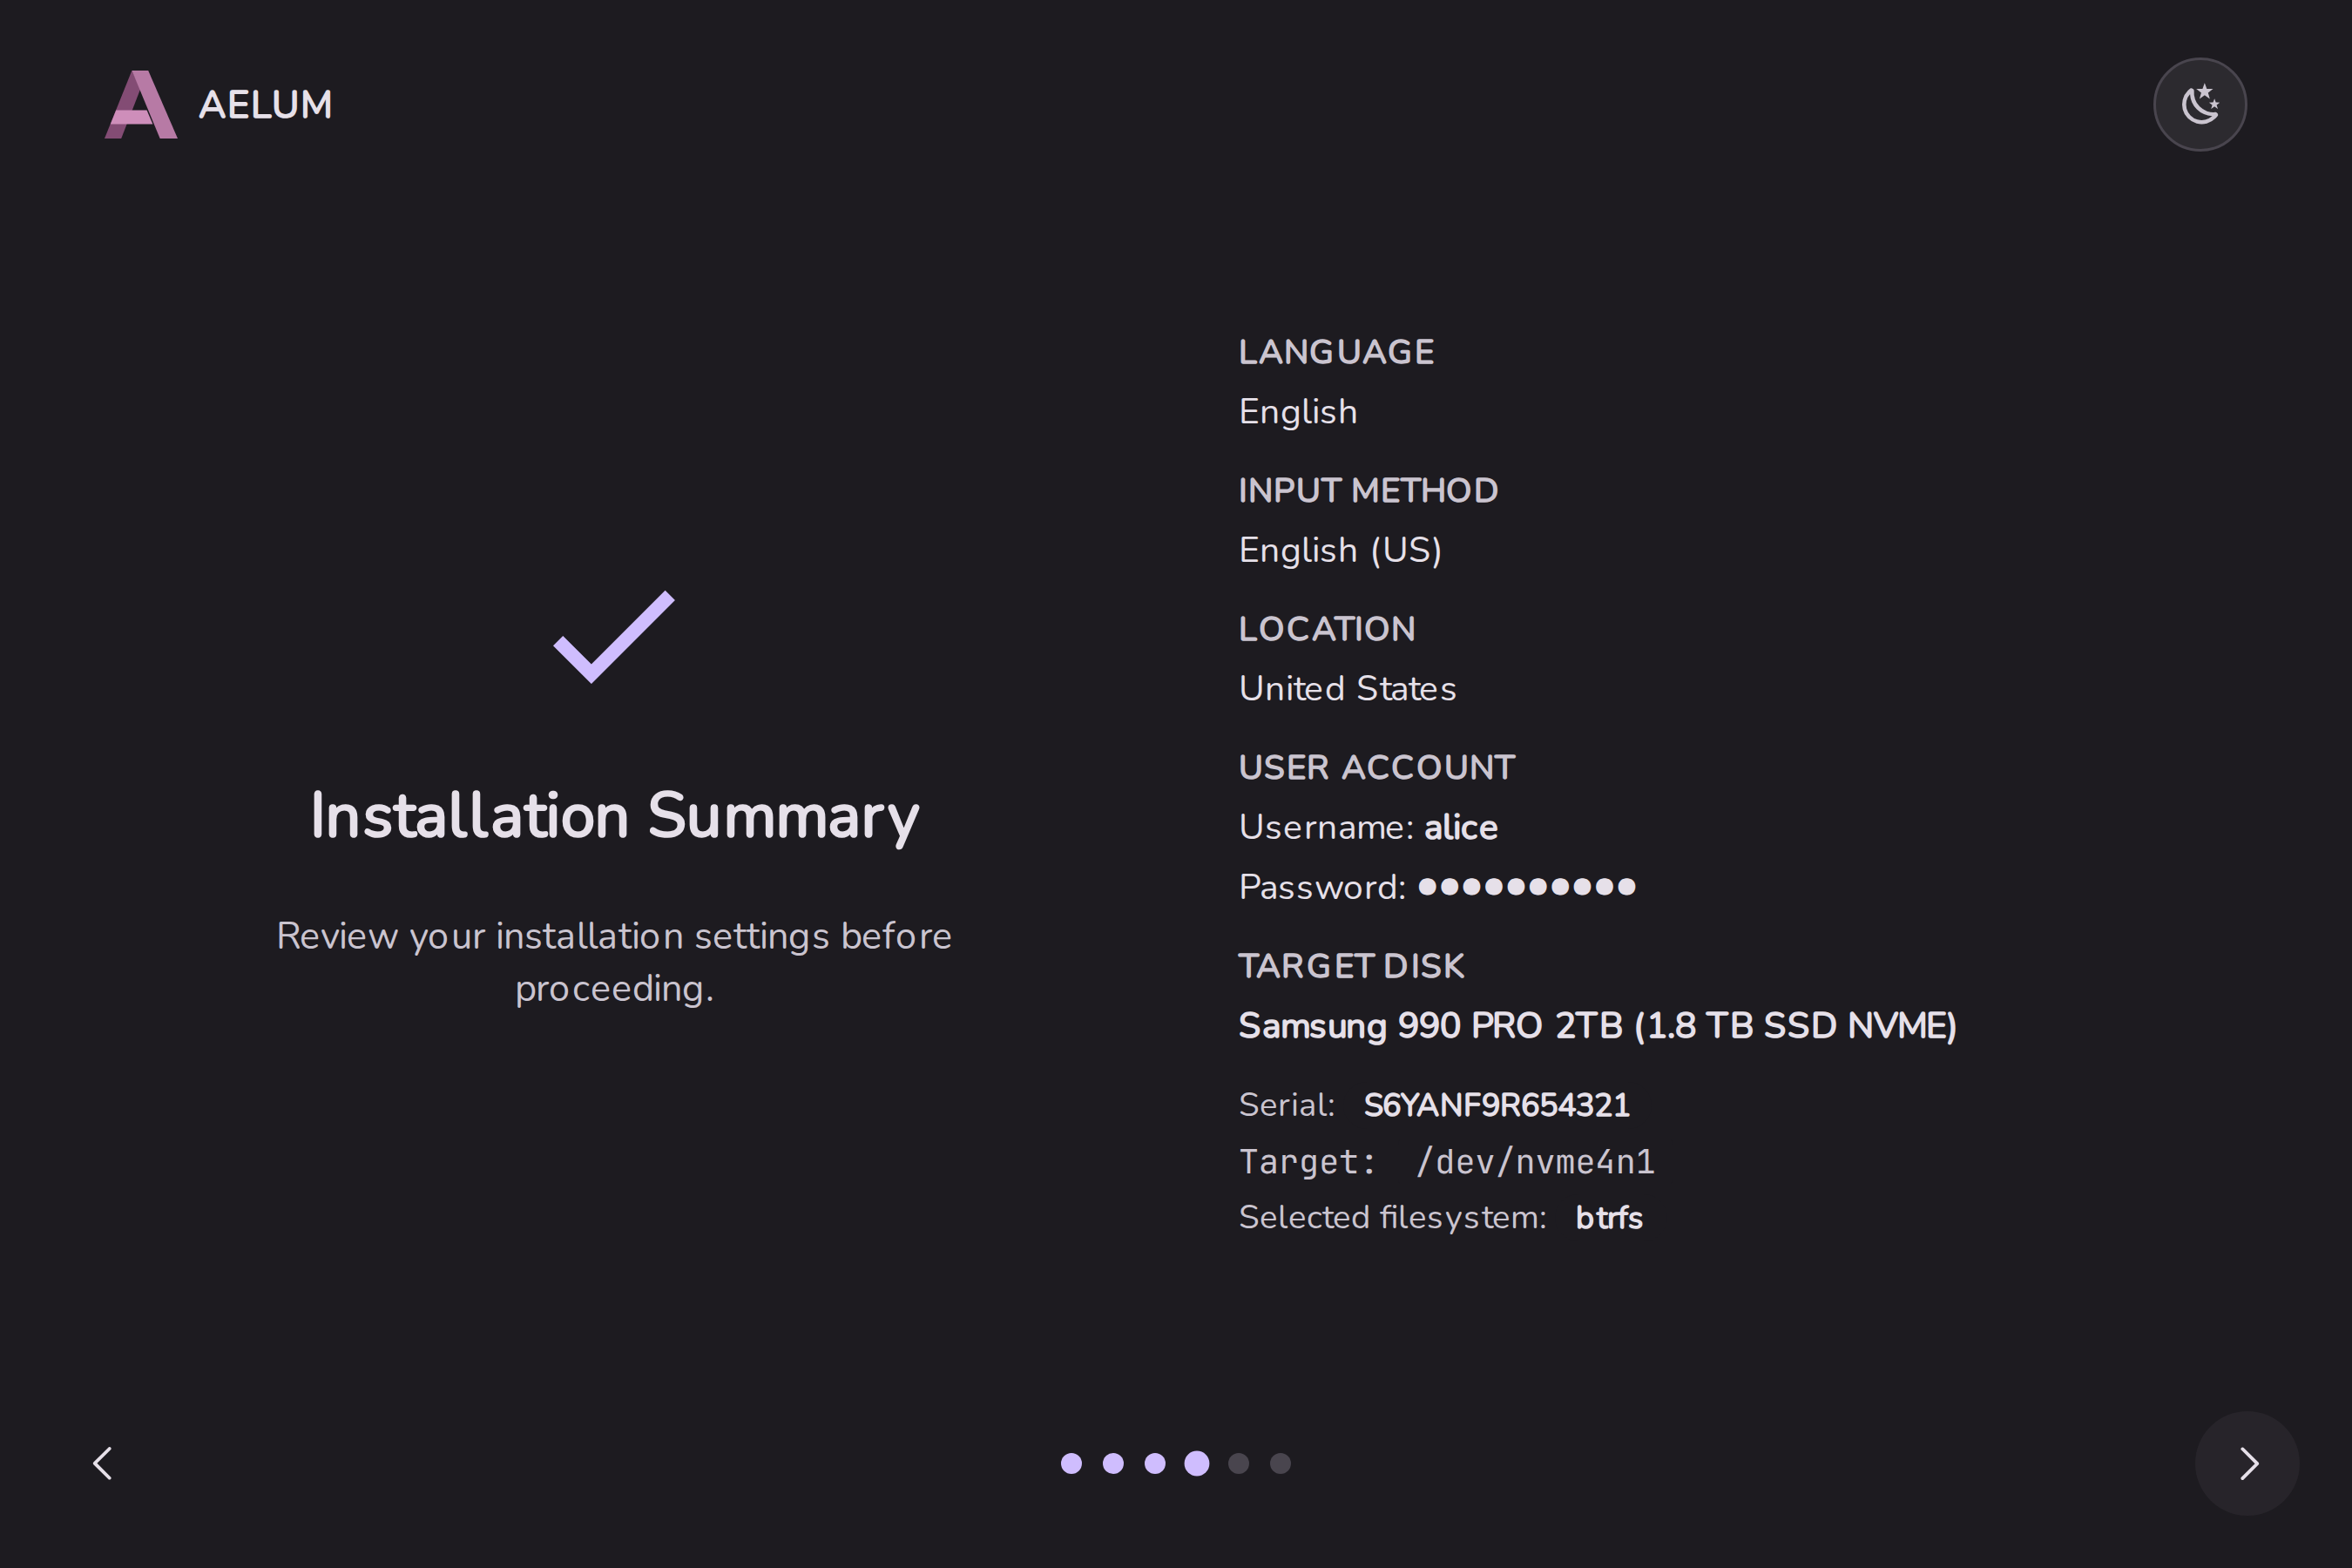 AELUM
Installation Summary
Review your installation settings before
proceeding.
LANGUAGE
English
INPUT METHOD
English (US)
LOCATION
United States
USER ACCOUNT
Username: alice
Password: ●●●●●●●●●●
TARGET DISK
Samsung 990 PRO 2TB (1.8 TB SSD NVME)
Serial: S6YANF9R654321
Target: /dev/nvme4n1
Selected filesystem: btrfs